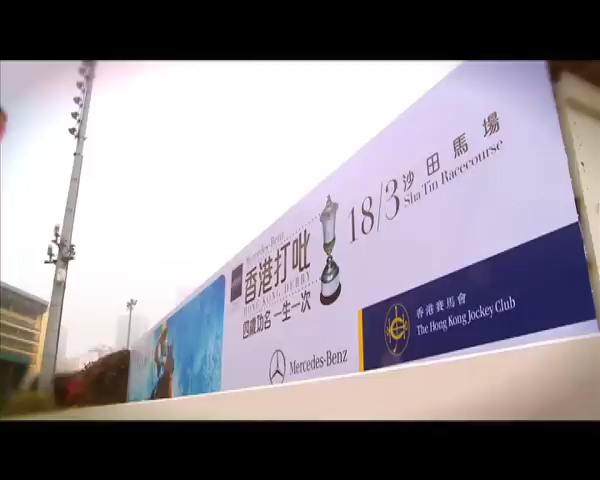 Mercedes-Benz
香港打吡
HONG KONG DERBY
四歲功名 一生一次
18/3
沙田馬場
Sha Tin Racecourse
Mercedes-Benz
香港賽馬會
The Hong Kong Jockey Club